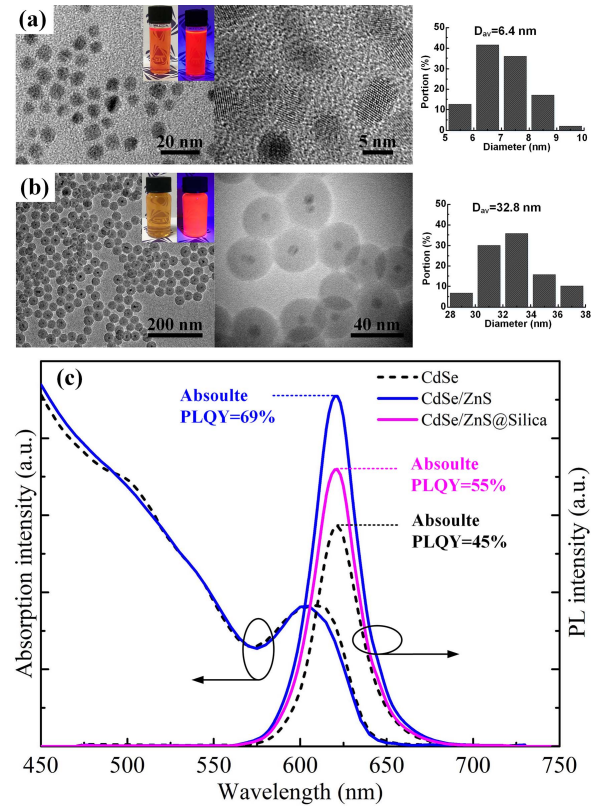 (a)
20 nm
5 nm
D_av=6.4 nm
Portion (%)
50
40
30
20
10
0
5 6 7 8 9 10
Diameter (nm)
(b)
200 nm
40 nm
D_av=32.8 nm
Portion (%)
50
40
30
20
10
0
28 30 32 34 36 38
Diameter (nm)
(c)
CdSe
CdSe/ZnS
CdSe/ZnS@Silica
Absoulte
PLQY=69%
Absoulte
PLQY=55%
Absoulte
PLQY=45%
Absorption intensity (a.u.)
PL intensity (a.u.)
450 500 550 600 650 700 750
Wavelength (nm)